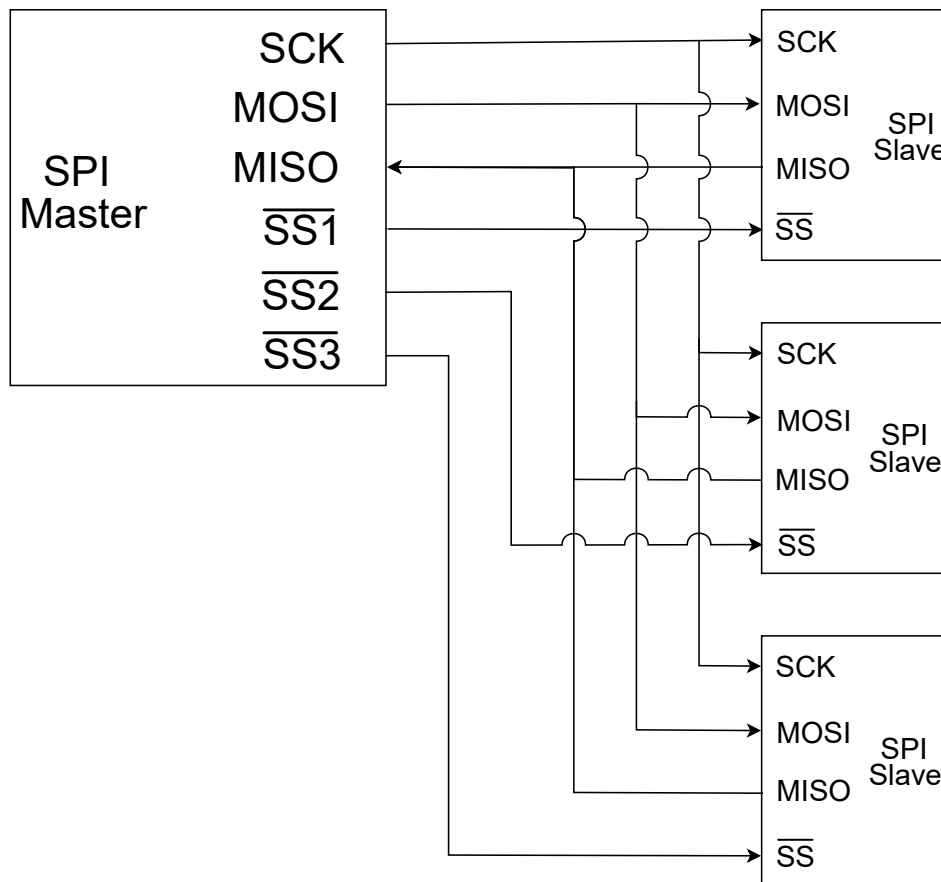 SCK
MOSI
MISO
SPI
Master
SS1
SS2
SS3
SCK
MOSI
SPI
Slave
MISO
SS
SCK
MOSI
SPI
Slave
MISO
SS
SCK
MOSI
SPI
Slave
MISO
SS